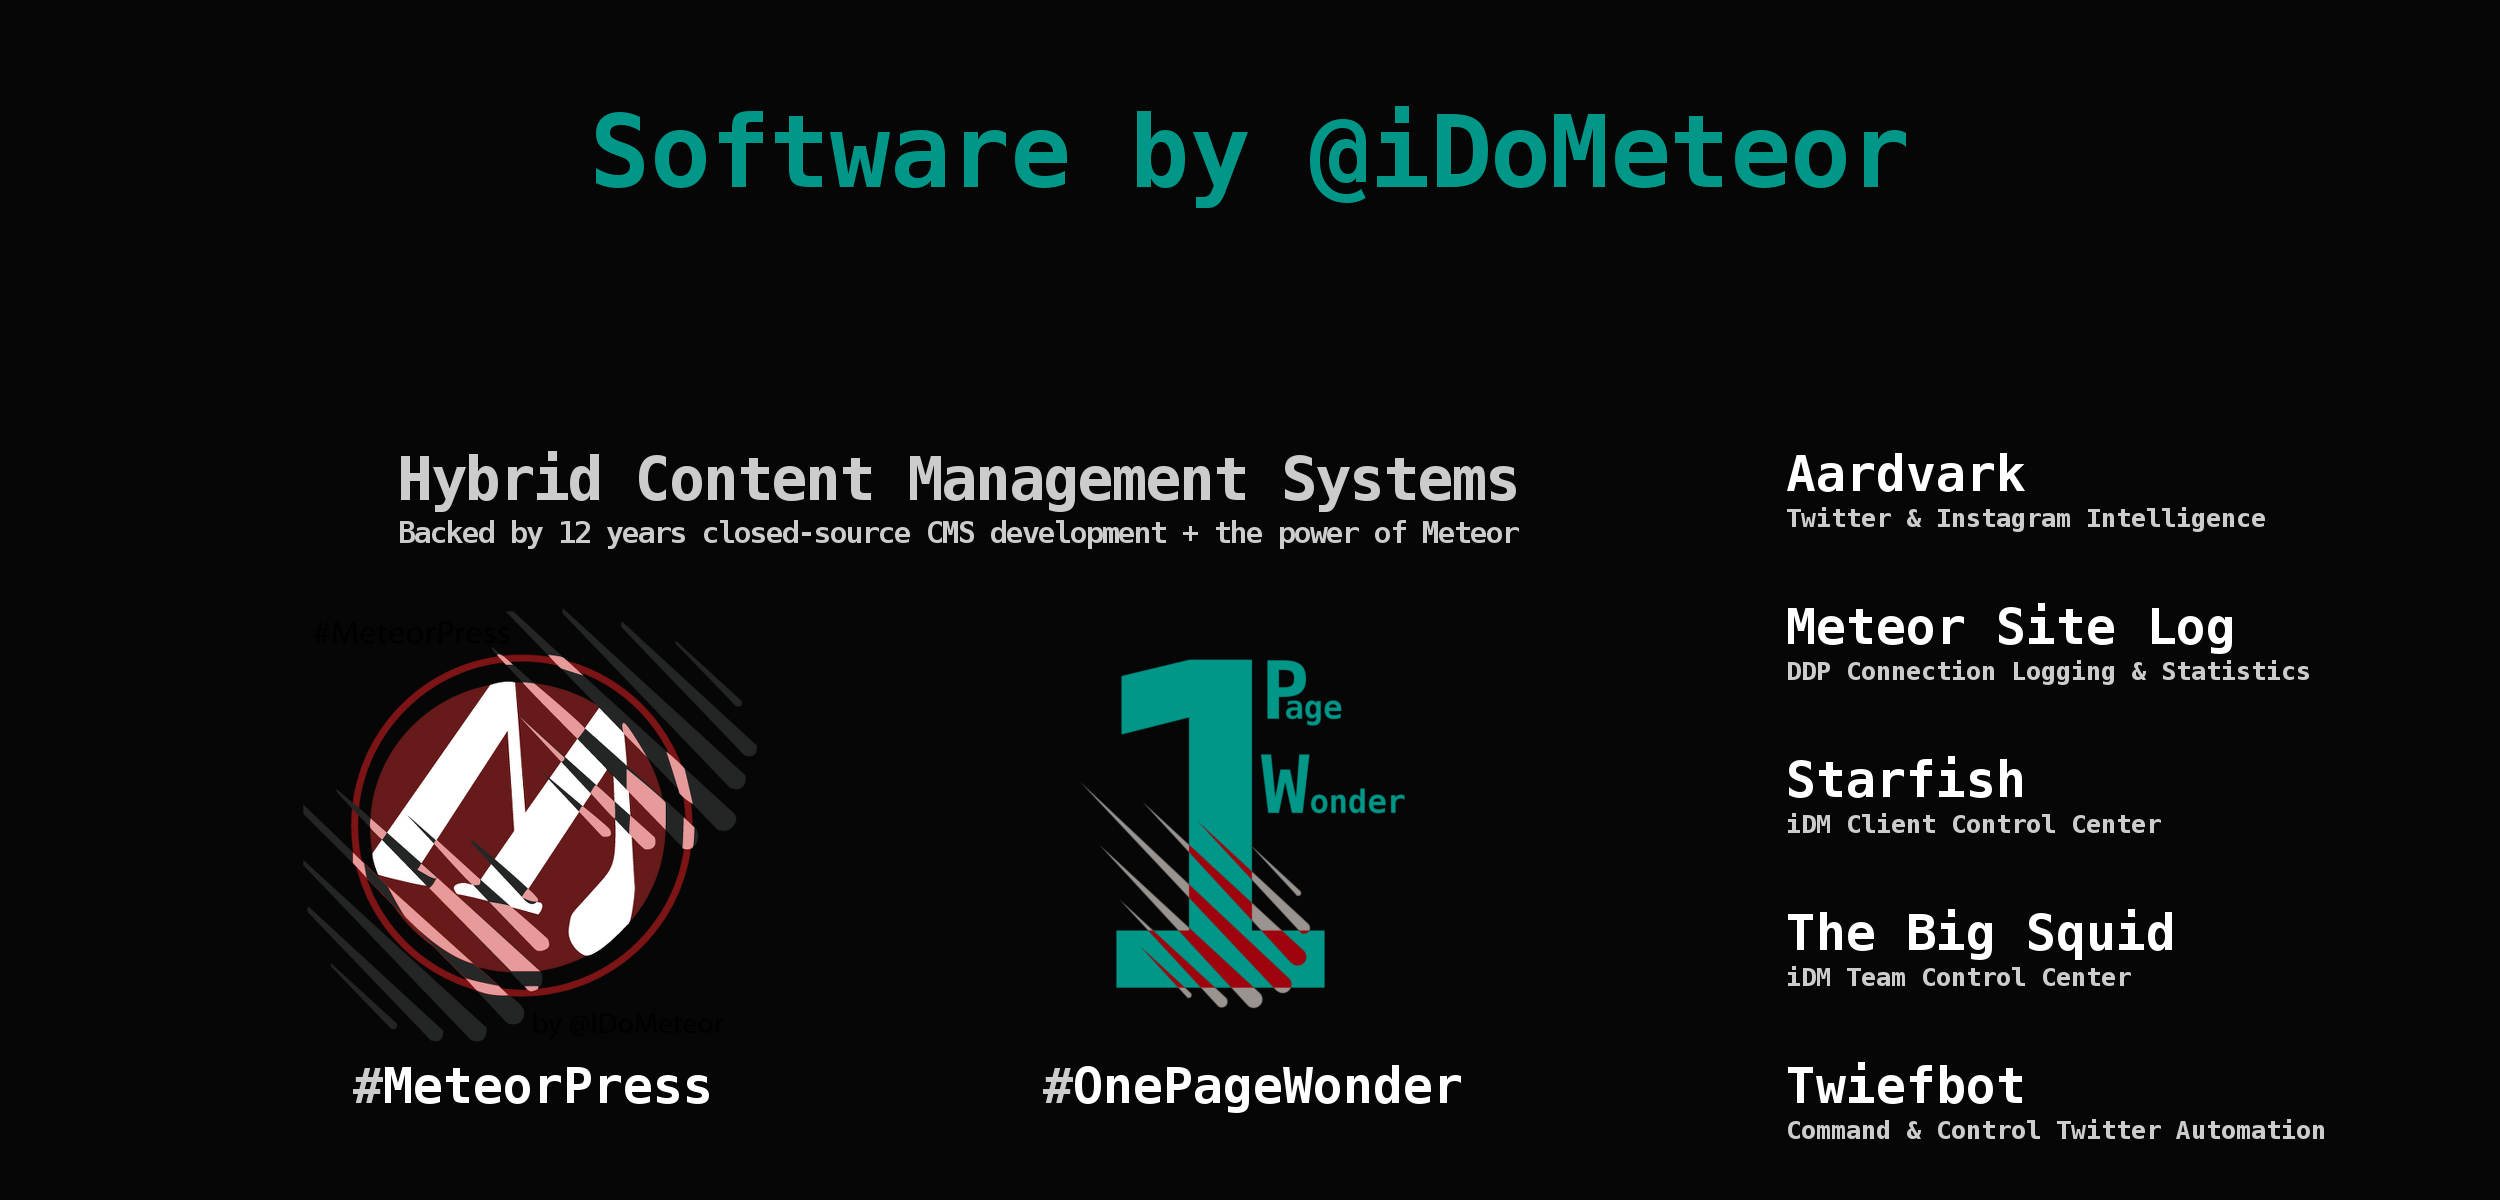 Software by @iDoMeteor
Hybrid Content Management Systems
Backed by 12 years closed-source CMS development + the power of Meteor
#MeteorPress
by @IDoMeteor
#MeteorPress
Page
Wonder
#OnePageWonder
Aardvark
Twitter & Instagram Intelligence
Meteor Site Log
DDP Connection Logging & Statistics
Starfish
iDM Client Control Center
The Big Squid
iDM Team Control Center
Twiefbot
Command & Control Twitter Automation